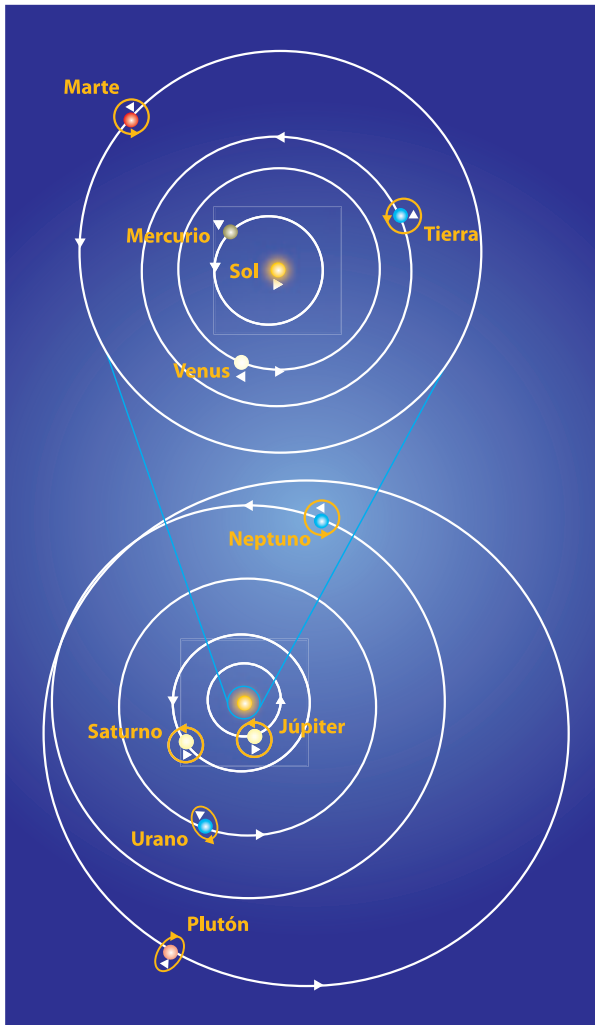 Marte
Mercurio
Tierra
Sol
Venus
Neptuno
Saturno
Júpiter
Urano
Plutón